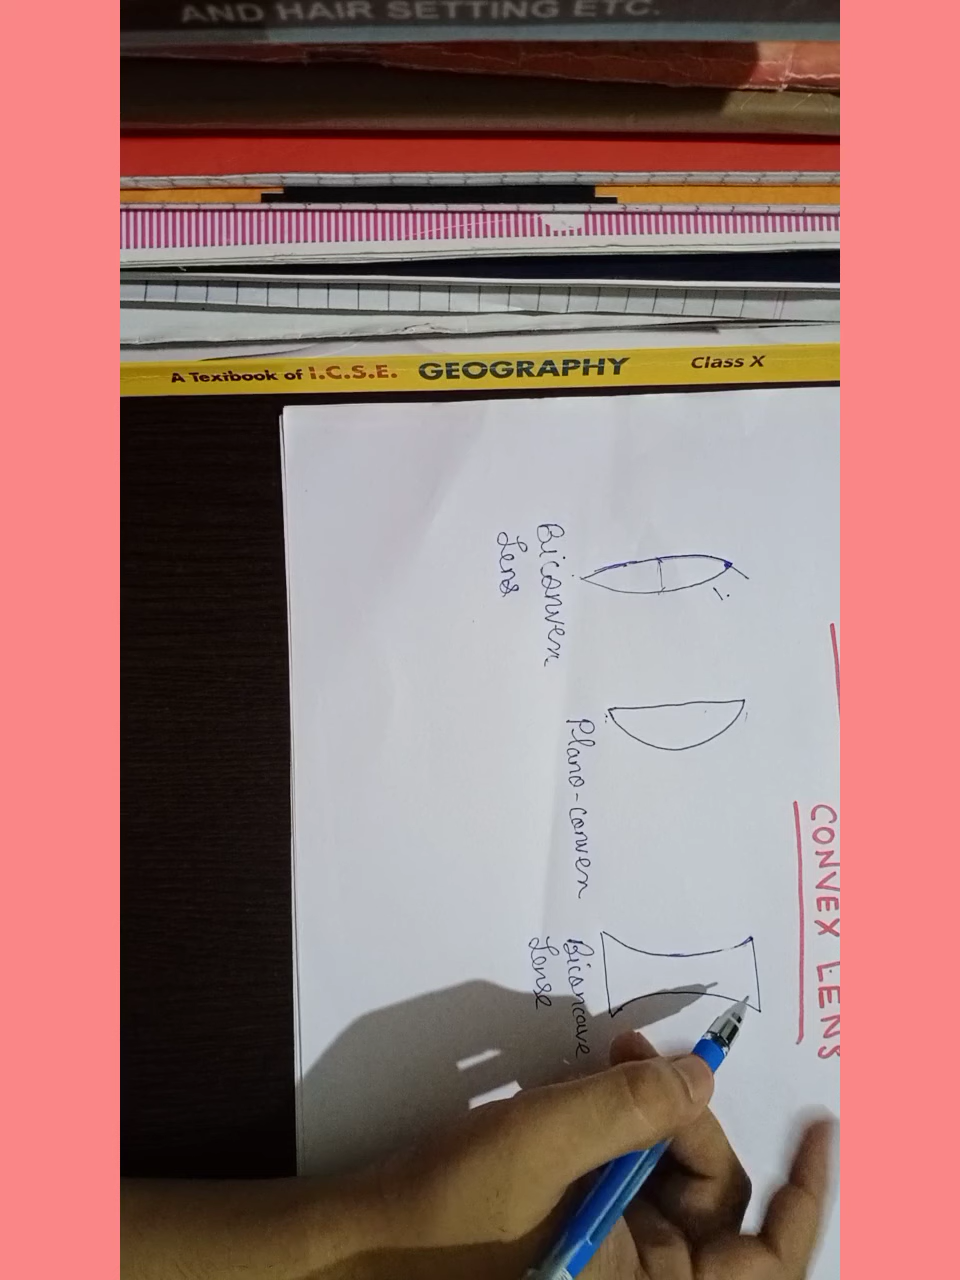 AND HAIR SETTING ETC.
A Textbook of I.C.S.E. GEOGRAPHY Class X
CONVEX LENS
Biconvex
Lens
Plano-convex
Biconcave
Lense